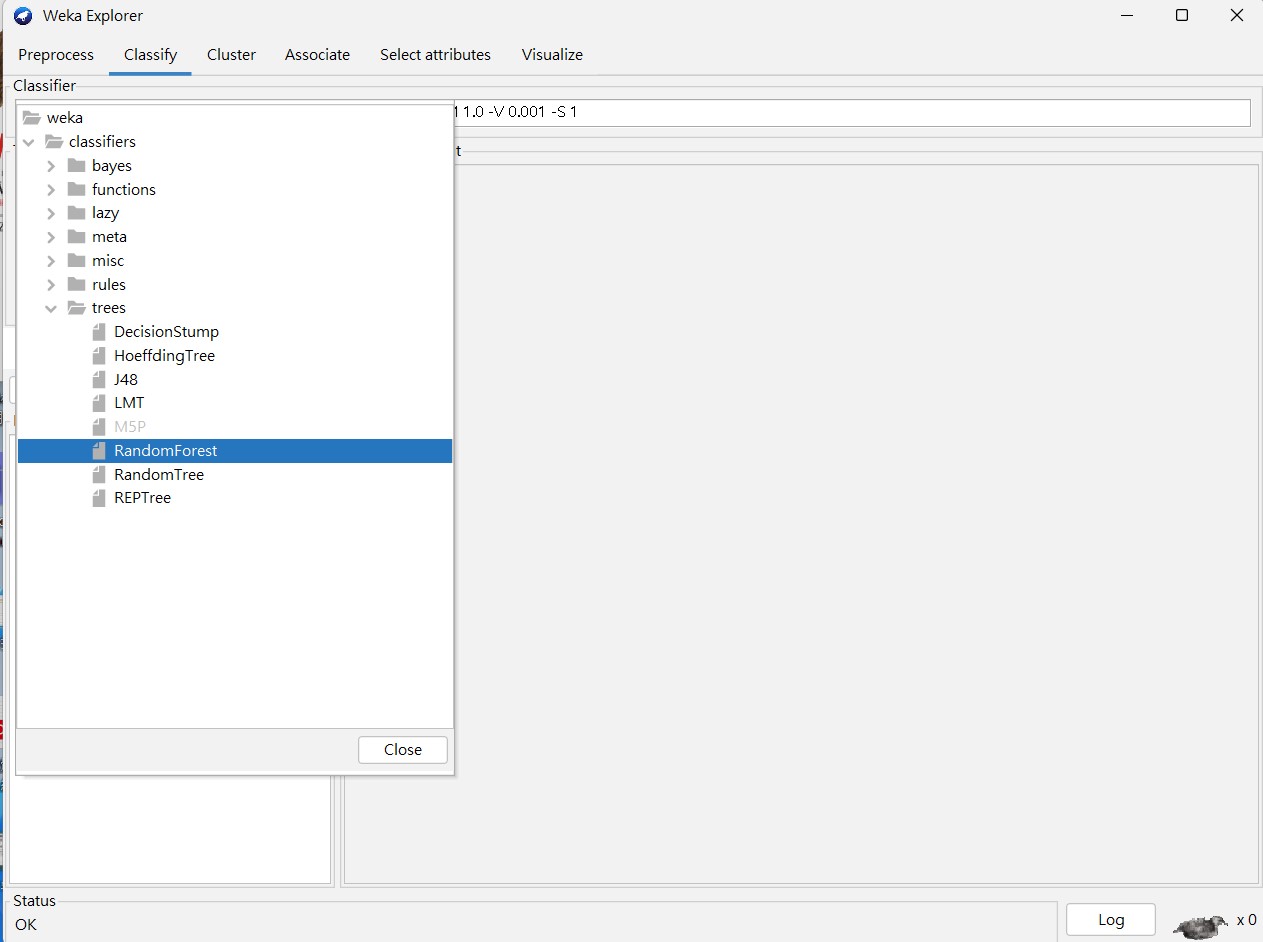 Weka Explorer
Preprocess Classify Cluster Associate Select attributes Visualize
Classifier
1.0 -V 0.001 -S 1
weka
classifiers
bayes
functions
lazy
meta
misc
rules
trees
DecisionStump
HoeffdingTree
J48
LMT
M5P
RandomForest
RandomTree
REPTree
Close
Status
OK
Log
x 0